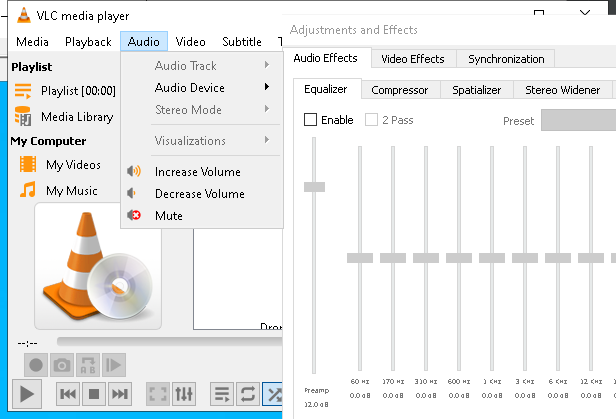 VLC media player
Media Playback Audio Video Subtitle T
Playlist
Playlist [00:00]
Media Library
My Computer
My Videos
My Music
Audio Track
Audio Device
Stereo Mode
Visualizations
Increase Volume
Decrease Volume
Mute
--:--
Adjustments and Effects
Audio Effects Video Effects Synchronization
Equalizer Compressor Spatializer Stereo Widener
Enable 2 Pass Preset
60 Hz 170 Hz 310 Hz 600 Hz 1 KHz 3 KHz 6 KHz 12 KHz
Preamp 0.0 dB 0.0 dB 0.0 dB 0.0 dB 0.0 dB 0.0 dB 0.0 dB 0.0 dB
12.0 dB